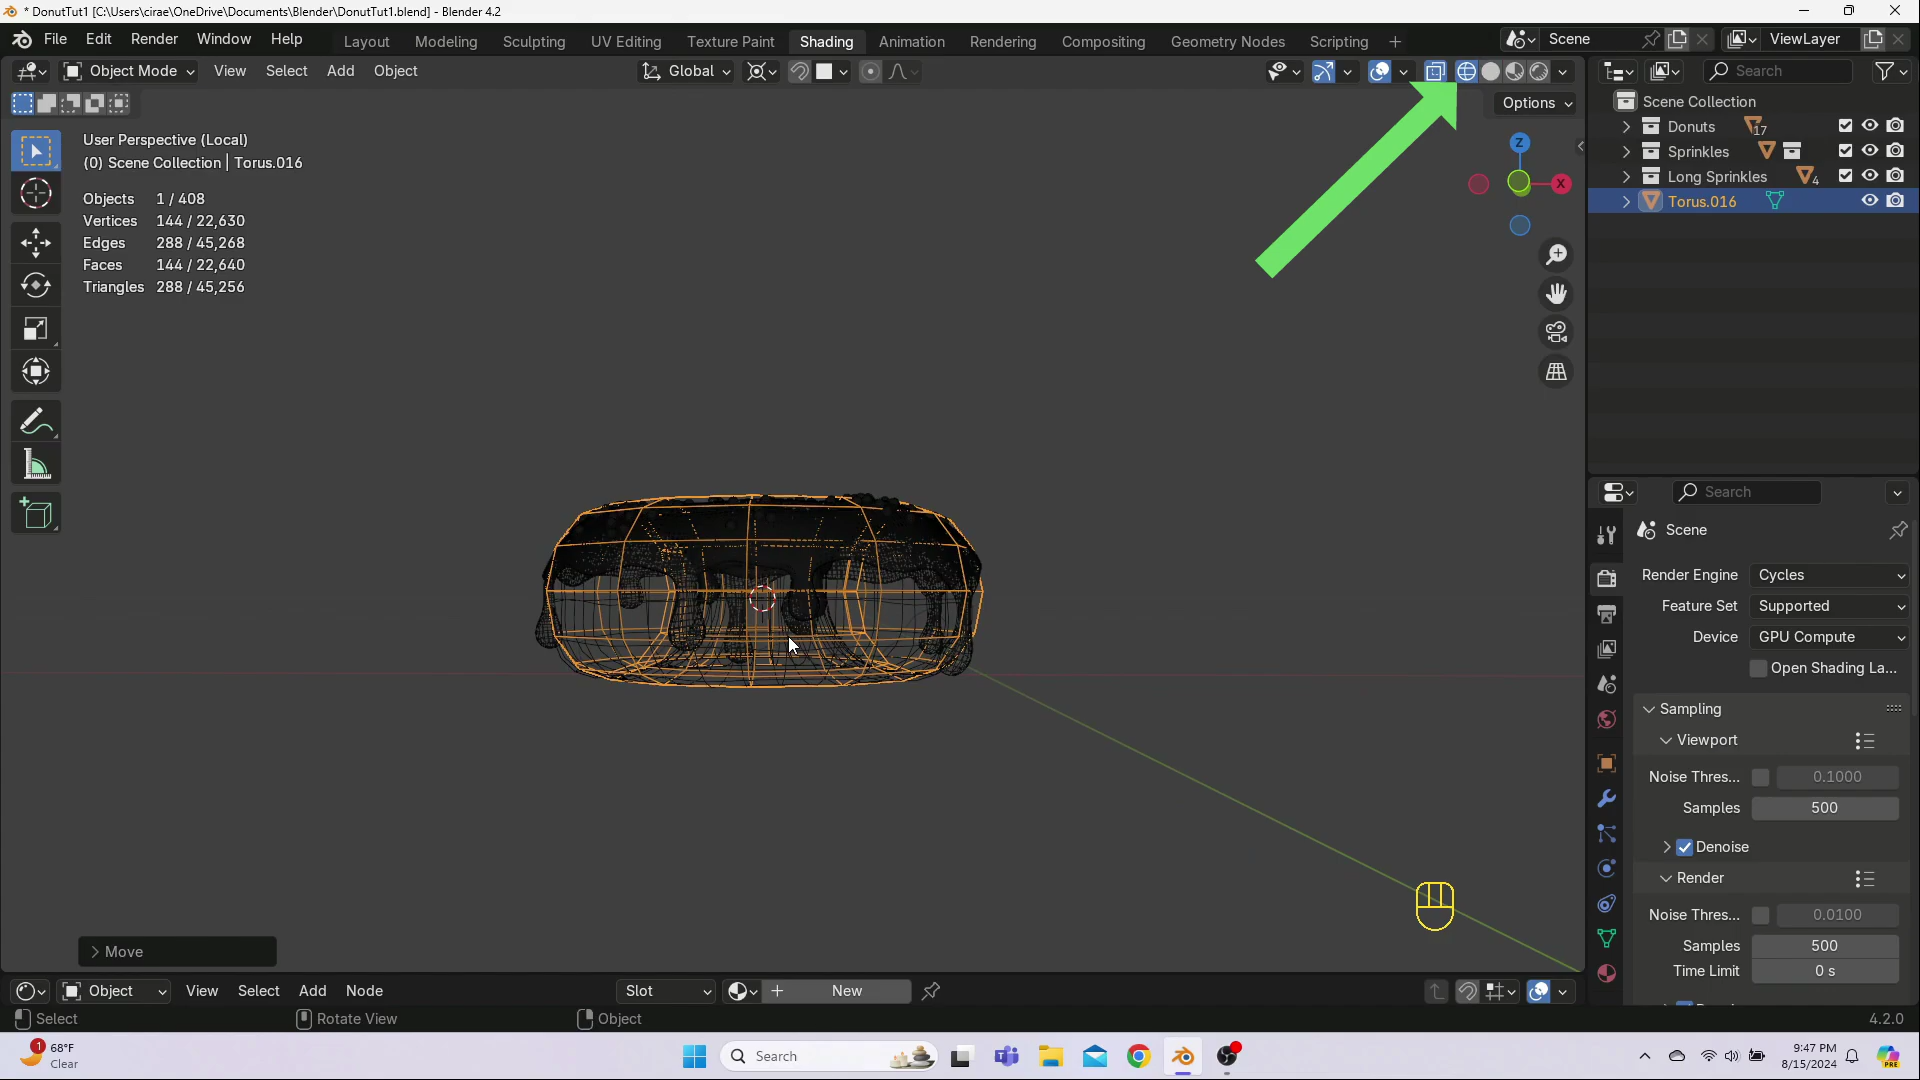 * DonutTut1 [C:\Users\cirae\OneDrive\Documents\Blender\DonutTut1.blend] - Blender 4.2
File Edit Render Window Help Layout Modeling Sculpting UV Editing Texture Paint Shading Animation Rendering Compositing Geometry Nodes Scripting + Scene ViewLayer
Object Mode View Select Add Object Global Search
Options
Scene Collection
User Perspective (Local)
(0) Scene Collection | Torus.016
Objects 1 / 408
Vertices 144 / 22,630
Edges 288 / 45,268
Faces 144 / 22,640
Triangles 288 / 45,256
Z
X
Donuts 17
Sprinkles
Long Sprinkles 4
Torus.016
Search
Scene
Render Engine Cycles
Feature Set Supported
Device GPU Compute
Open Shading La...
Sampling
Viewport
Noise Thres... 0.1000
Samples 500
Denoise
Render
Noise Thres... 0.0100
Samples 500
Time Limit 0 s
Move
Object View Select Add Node Slot New
Select Rotate View Object 4.2.0
1 68°F
Clear
Search
9:47 PM
8/15/2024
PRE